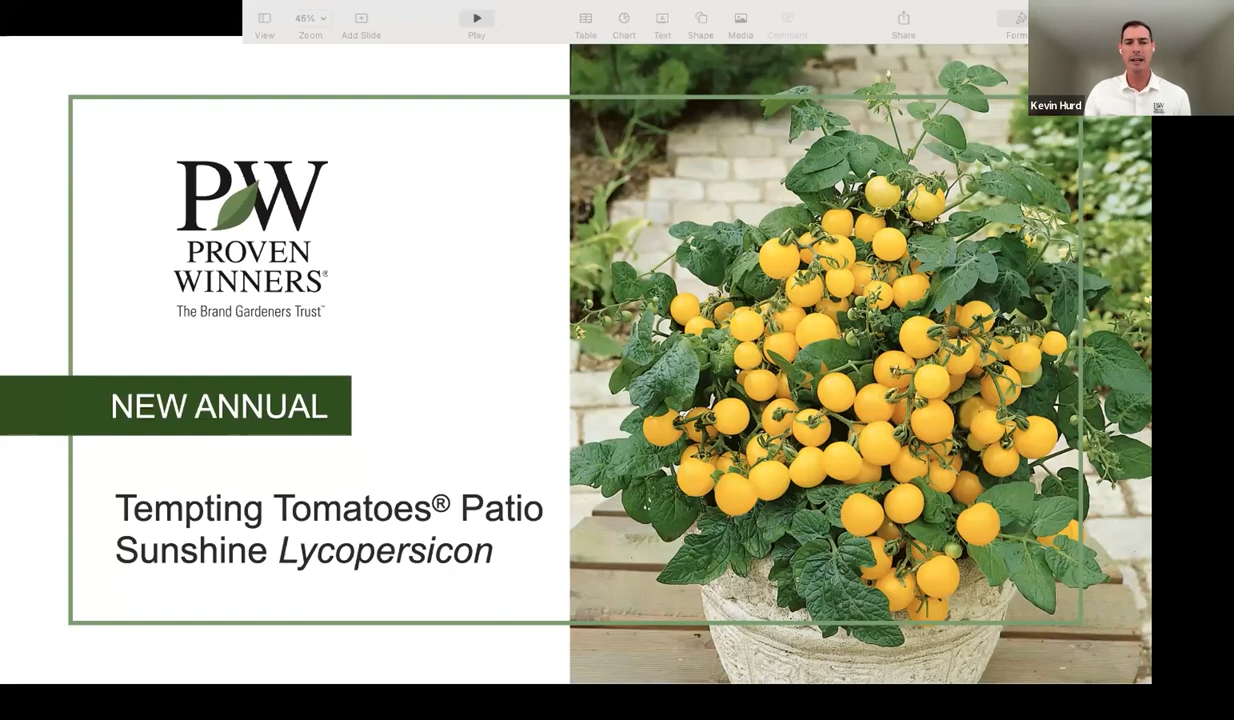 45%
View
Zoom
Add Slide
Play
Table
Chart
Text
Shape
Media
Comment
Share
Form
Kevin Hurd
PW
PW
PROVEN
WINNERS®
The Brand Gardeners Trust™
NEW ANNUAL
Tempting Tomatoes® Patio
Sunshine Lycopersicon